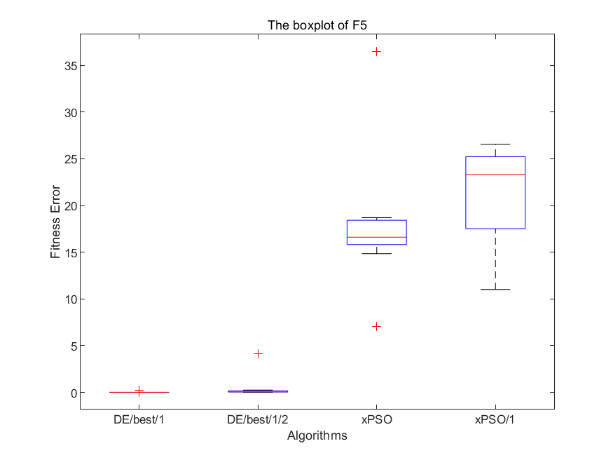 The boxplot of F5
Fitness Error
35
30
25
20
15
10
5
0
DE/best/1 DE/best/1/2 xPSO xPSO/1
Algorithms